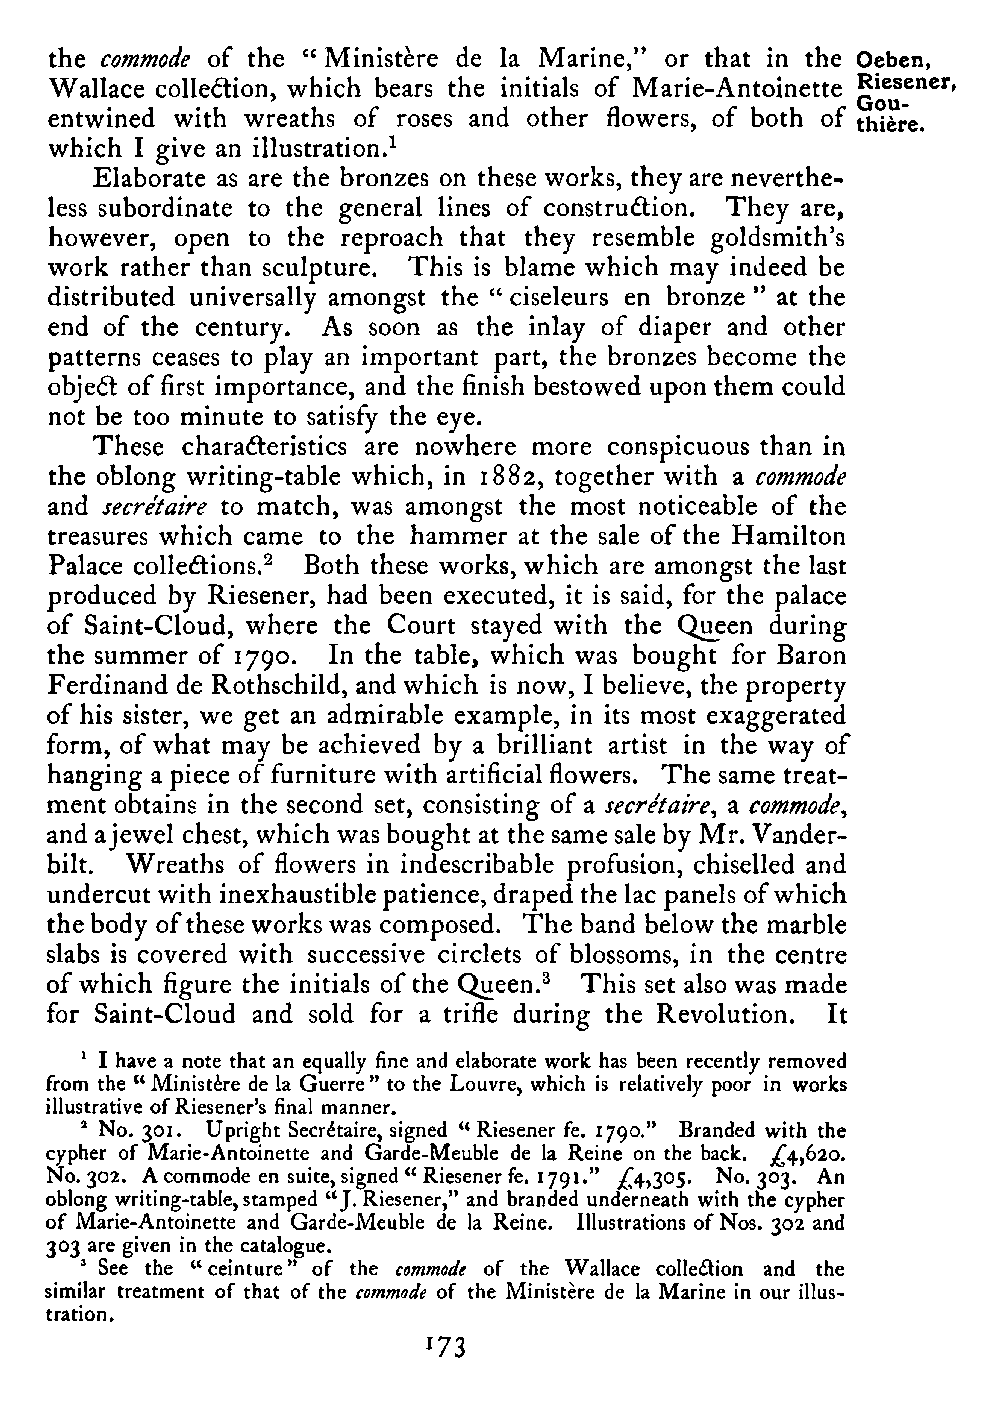 the commode of the “ Ministère de la Marine,” or that in the
Wallace collection, which bears the initials of Marie-Antoinette
entwined with wreaths of roses and other flowers, of both of
which I give an illustration.¹
Oeben,
Riesener,
Gou-
thière.
Elaborate as are the bronzes on these works, they are neverthe-
less subordinate to the general lines of construction. They are,
however, open to the reproach that they resemble goldsmith’s
work rather than sculpture. This is blame which may indeed be
distributed universally amongst the “ ciseleurs en bronze ” at the
end of the century. As soon as the inlay of diaper and other
patterns ceases to play an important part, the bronzes become the
object of first importance, and the finish bestowed upon them could
not be too minute to satisfy the eye.
These characteristics are nowhere more conspicuous than in
the oblong writing-table which, in 1882, together with a commode
and secrétaire to match, was amongst the most noticeable of the
treasures which came to the hammer at the sale of the Hamilton
Palace collections.² Both these works, which are amongst the last
produced by Riesener, had been executed, it is said, for the palace
of Saint-Cloud, where the Court stayed with the Queen during
the summer of 1790. In the table, which was bought for Baron
Ferdinand de Rothschild, and which is now, I believe, the property
of his sister, we get an admirable example, in its most exaggerated
form, of what may be achieved by a brilliant artist in the way of
hanging a piece of furniture with artificial flowers. The same treat-
ment obtains in the second set, consisting of a secrétaire, a commode,
and a jewel chest, which was bought at the same sale by Mr. Vander-
bilt. Wreaths of flowers in indescribable profusion, chiselled and
undercut with inexhaustible patience, draped the lac panels of which
the body of these works was composed. The band below the marble
slabs is covered with successive circlets of blossoms, in the centre
of which figure the initials of the Queen.³ This set also was made
for Saint-Cloud and sold for a trifle during the Revolution. It
¹ I have a note that an equally fine and elaborate work has been recently removed
from the “ Ministère de la Guerre ” to the Louvre, which is relatively poor in works
illustrative of Riesener’s final manner.
² No. 301. Upright Secrétaire, signed “ Riesener fe. 1790.” Branded with the
cypher of Marie-Antoinette and Garde-Meuble de la Reine on the back. £4,620.
No. 302. A commode en suite, signed “ Riesener fe. 1791.” £4,305. No. 303. An
oblong writing-table, stamped “ J. Riesener,” and branded underneath with the cypher
of Marie-Antoinette and Garde-Meuble de la Reine. Illustrations of Nos. 302 and
303 are given in the catalogue.
³ See the “ ceinture ” of the commode of the Wallace collection and the
similar treatment of that of the commode of the Ministère de la Marine in our illus-
tration.
173